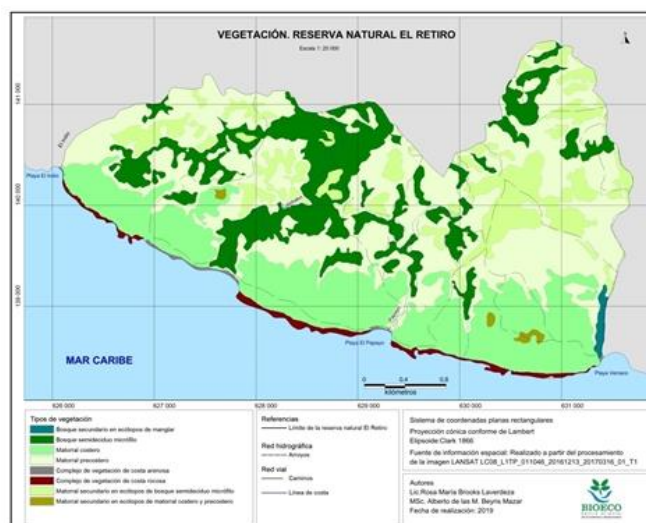 VEGETACIÓN. RESERVA NATURAL EL RETIRO
Escala 1: 20 000
141 000
140 000
139 000
Playa El Indio
Playa El Papayo
Playa Verraco
MAR CARIBE
0 0,4 0,8
kilómetros
626 000 627 000 628 000 629 000 630 000 631 000
Tipos de vegetación
Bosque secundario en ecótopos de manglar
Bosque semideciduo micrófilo
Matorral costero
Matorral precostero
Complejo de vegetación de costa arenosa
Complejo de vegetación de costa rocosa
Matorral secundario en ecótopos de bosque semideciduo micrófilo
Matorral secundario en ecótopos de matorral costero y precostero
Referencias
Límite de la reserva natural El Retiro
Red hidrográfica
Arroyos
Red vial
Caminos
Línea de costa
Sistema de coordenadas planas rectangulares
Proyección cónica conforme de Lambert
Elipsoide Clark 1866
Fuente de información espacial: Realizado a partir del procesamiento
de la imagen LANSAT LC08_L1TP_011046_20161213_20170316_01_T1
Autores
Lic.Rosa María Brooks Laverdeza
MSc. Alberto de las M. Beyris Mazar
Fecha de realización: 2019
BIOECO